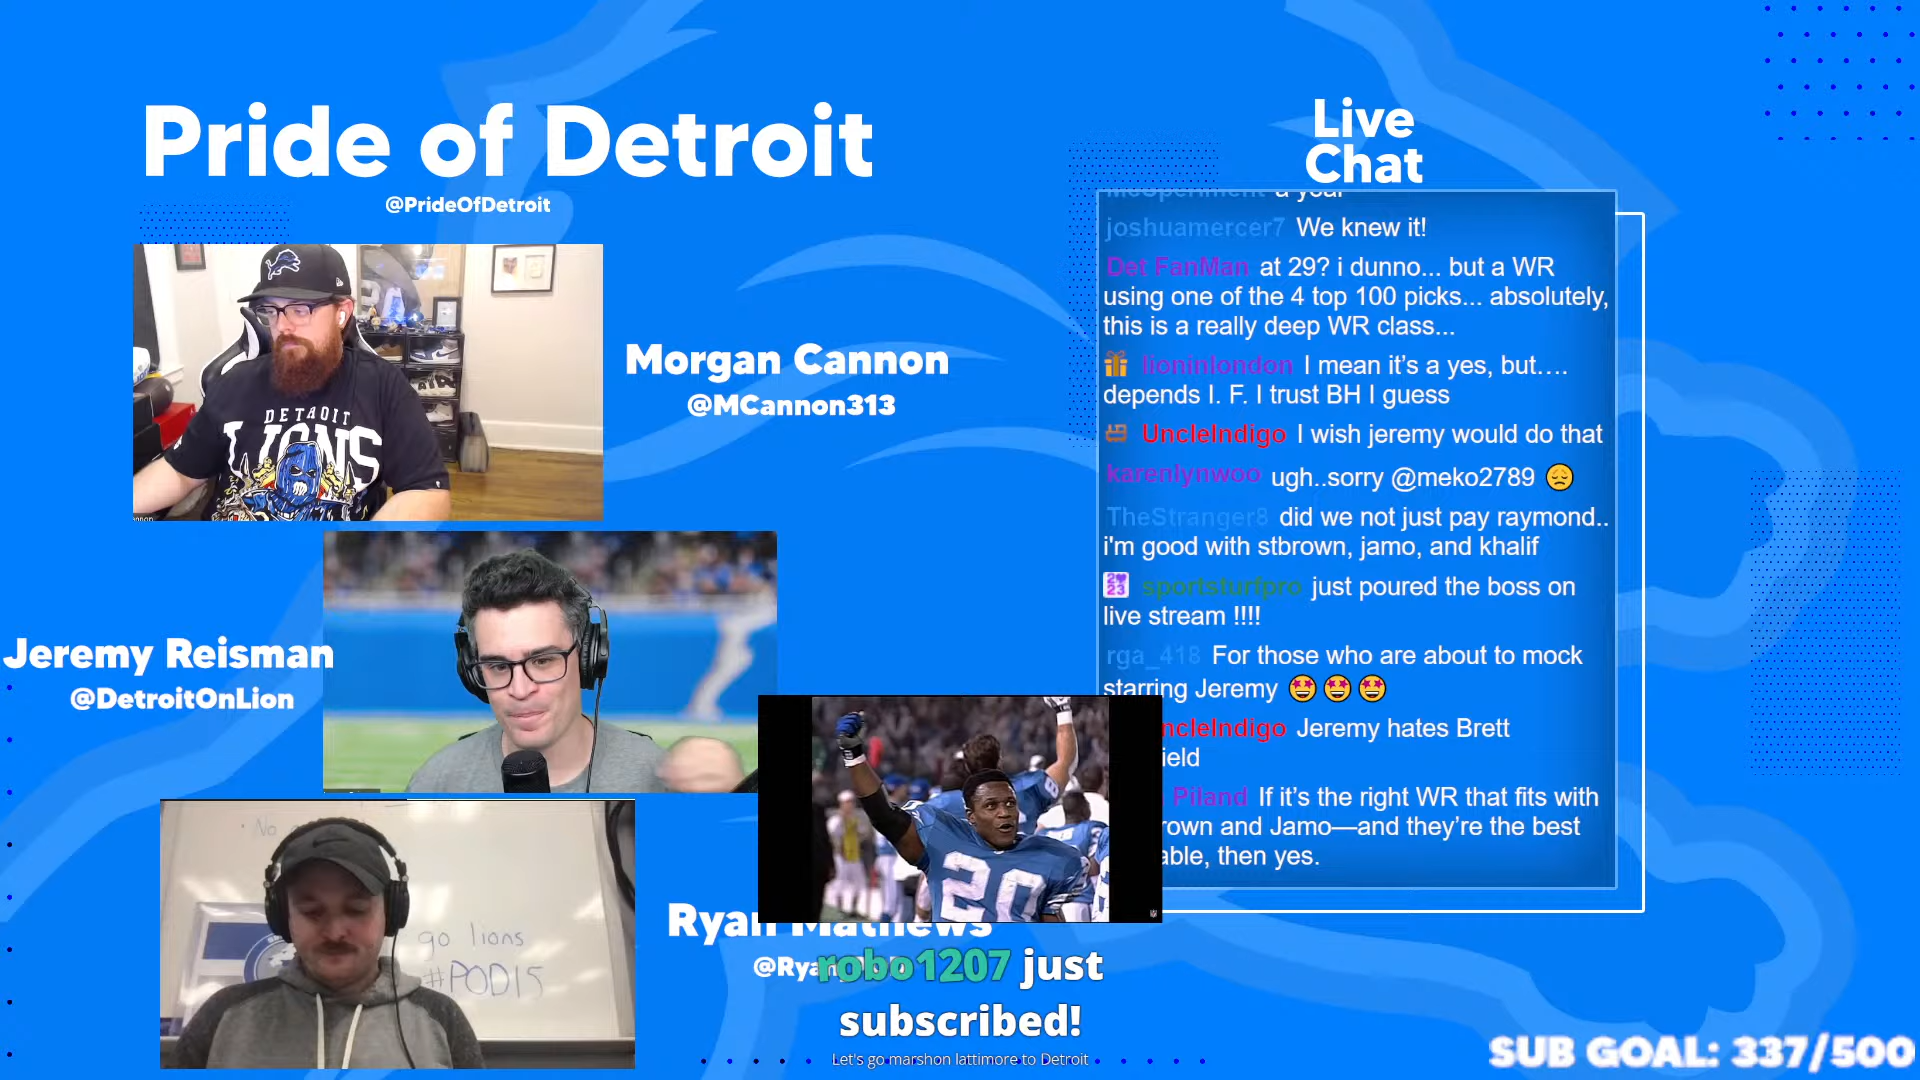 Pride of Detroit
@PrideOfDetroit
Live
Chat
a year
joshuamercer7 We knew it!
Det FanMan at 29? i dunno... but a WR
using one of the 4 top 100 picks... absolutely,
this is a really deep WR class...
lioninlondon I mean it’s a yes, but….
depends I. F. I trust BH I guess
UncleIndigo I wish jeremy would do that
karenlynwoo ugh..sorry @meko2789
TheStranger8 did we not just pay raymond..
i'm good with stbrown, jamo, and khalif
sportsturfpro just poured the boss on
live stream !!!!
rga_418 For those who are about to mock
starring Jeremy
ncleIndigo Jeremy hates Brett
ield
Piland If it’s the right WR that fits with
rown and Jamo—and they’re the best
able, then yes.
DETROIT
LIONS
Morgan Cannon
@MCannon313
Jeremy Reisman
@DetroitOnLion
20
go lions
#POD15
Ryan Mathews
robo1207 just
subscribed!
Let's go marshon lattimore to Detroit
SUB GOAL: 337/500